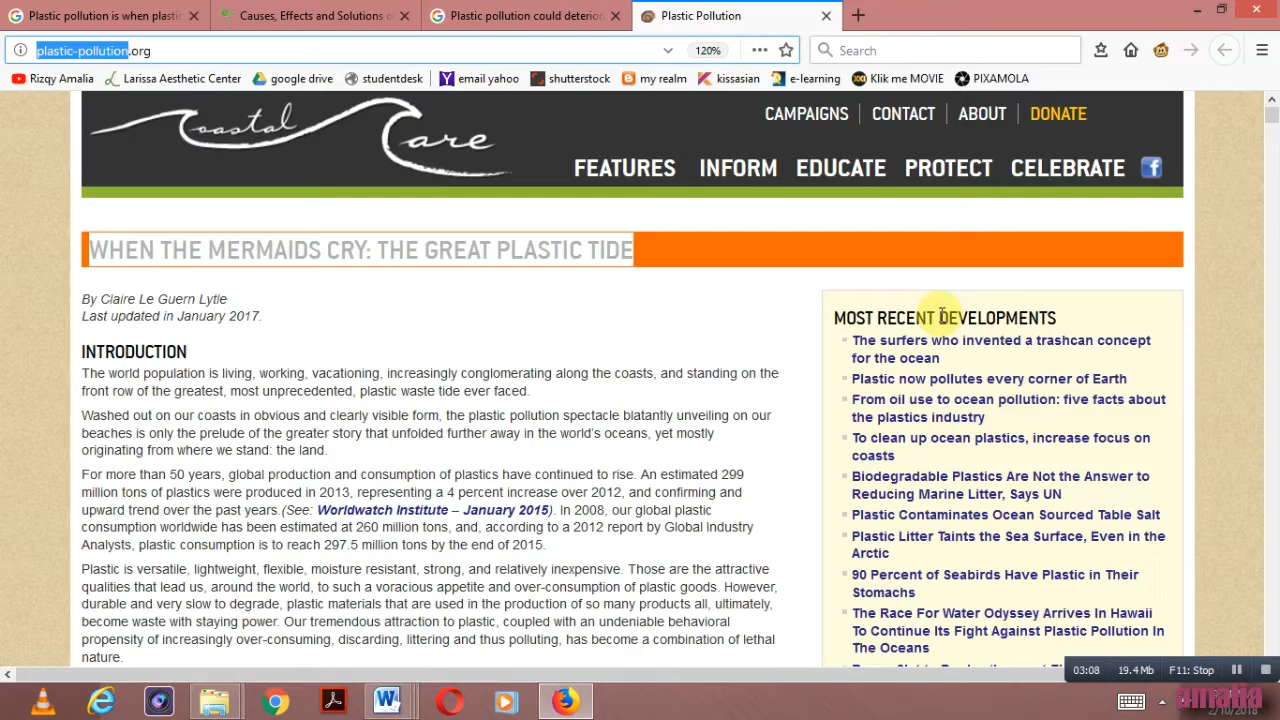 Plastic pollution is when plastic
Causes, Effects and Solutions o
Plastic pollution could deterior
Plastic Pollution
plastic-pollution.org
120%
Search
Rizqy Amalia
Larissa Aesthetic Center
google drive
studentdesk
email yahoo
shutterstock
my realm
kissasian
e-learning
Klik me MOVIE
PIXAMOLA
Coastal Care
CAMPAIGNS
CONTACT
ABOUT
DONATE
FEATURES
INFORM
EDUCATE
PROTECT
CELEBRATE
WHEN THE MERMAIDS CRY: THE GREAT PLASTIC TIDE
By Claire Le Guern Lytle
Last updated in January 2017.
INTRODUCTION
The world population is living, working, vacationing, increasingly conglomerating along the coasts, and standing on the
front row of the greatest, most unprecedented, plastic waste tide ever faced.
Washed out on our coasts in obvious and clearly visible form, the plastic pollution spectacle blatantly unveiling on our
beaches is only the prelude of the greater story that unfolded further away in the world's oceans, yet mostly
originating from where we stand: the land.
For more than 50 years, global production and consumption of plastics have continued to rise. An estimated 299
million tons of plastics were produced in 2013, representing a 4 percent increase over 2012, and confirming and
upward trend over the past years.(See: Worldwatch Institute – January 2015). In 2008, our global plastic
consumption worldwide has been estimated at 260 million tons, and, according to a 2012 report by Global Industry
Analysts, plastic consumption is to reach 297.5 million tons by the end of 2015.
Plastic is versatile, lightweight, flexible, moisture resistant, strong, and relatively inexpensive. Those are the attractive
qualities that lead us, around the world, to such a voracious appetite and over-consumption of plastic goods. However,
durable and very slow to degrade, plastic materials that are used in the production of so many products all, ultimately,
become waste with staying power. Our tremendous attraction to plastic, coupled with an undeniable behavioral
propensity of increasingly over-consuming, discarding, littering and thus polluting, has become a combination of lethal
nature.
MOST RECENT DEVELOPMENTS
The surfers who invented a trashcan concept
for the ocean
Plastic now pollutes every corner of Earth
From oil use to ocean pollution: five facts about
the plastics industry
To clean up ocean plastics, increase focus on
coasts
Biodegradable Plastics Are Not the Answer to
Reducing Marine Litter, Says UN
Plastic Contaminates Ocean Sourced Table Salt
Plastic Litter Taints the Sea Surface, Even in the
Arctic
90 Percent of Seabirds Have Plastic in Their
Stomachs
The Race For Water Odyssey Arrives In Hawaii
To Continue Its Fight Against Plastic Pollution In
The Oceans
03:08
19.4Mb
F11: Stop
amalia
2/10/2018